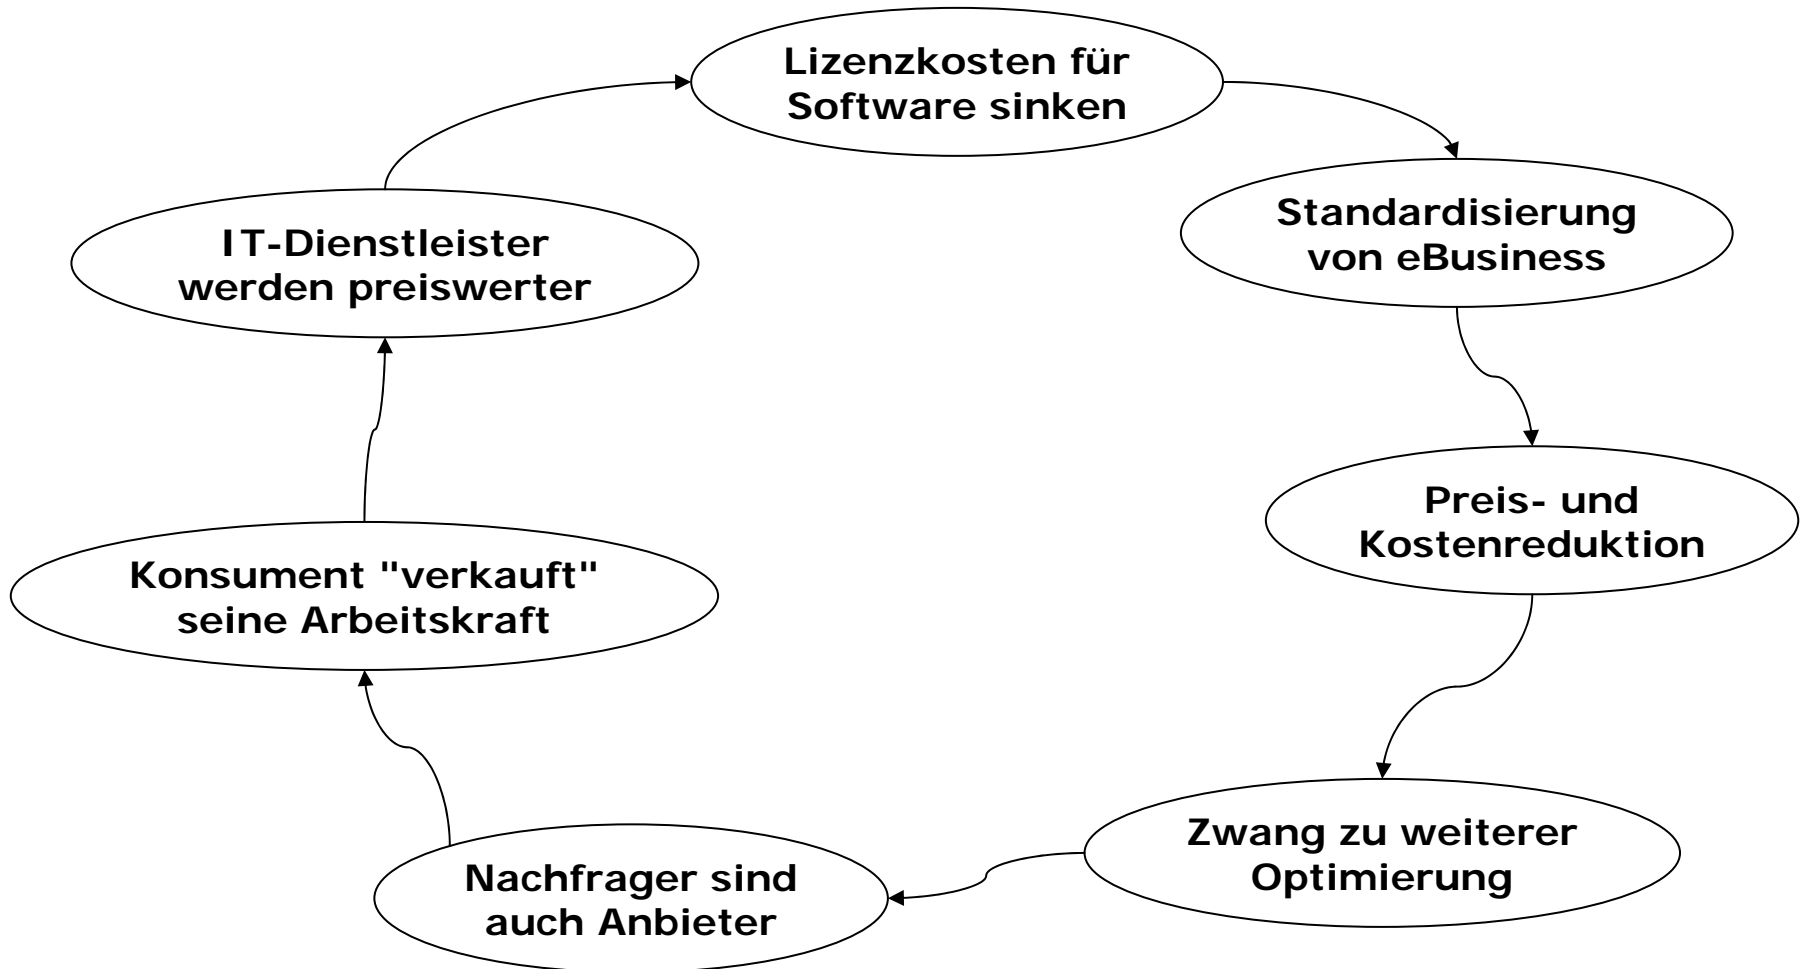 Lizenzkosten für
Software sinken
Standardisierung
von eBusiness
Preis- und
Kostenreduktion
Zwang zu weiterer
Optimierung
Nachfrager sind
auch Anbieter
Konsument "verkauft"
seine Arbeitskraft
IT-Dienstleister
werden preiswerter